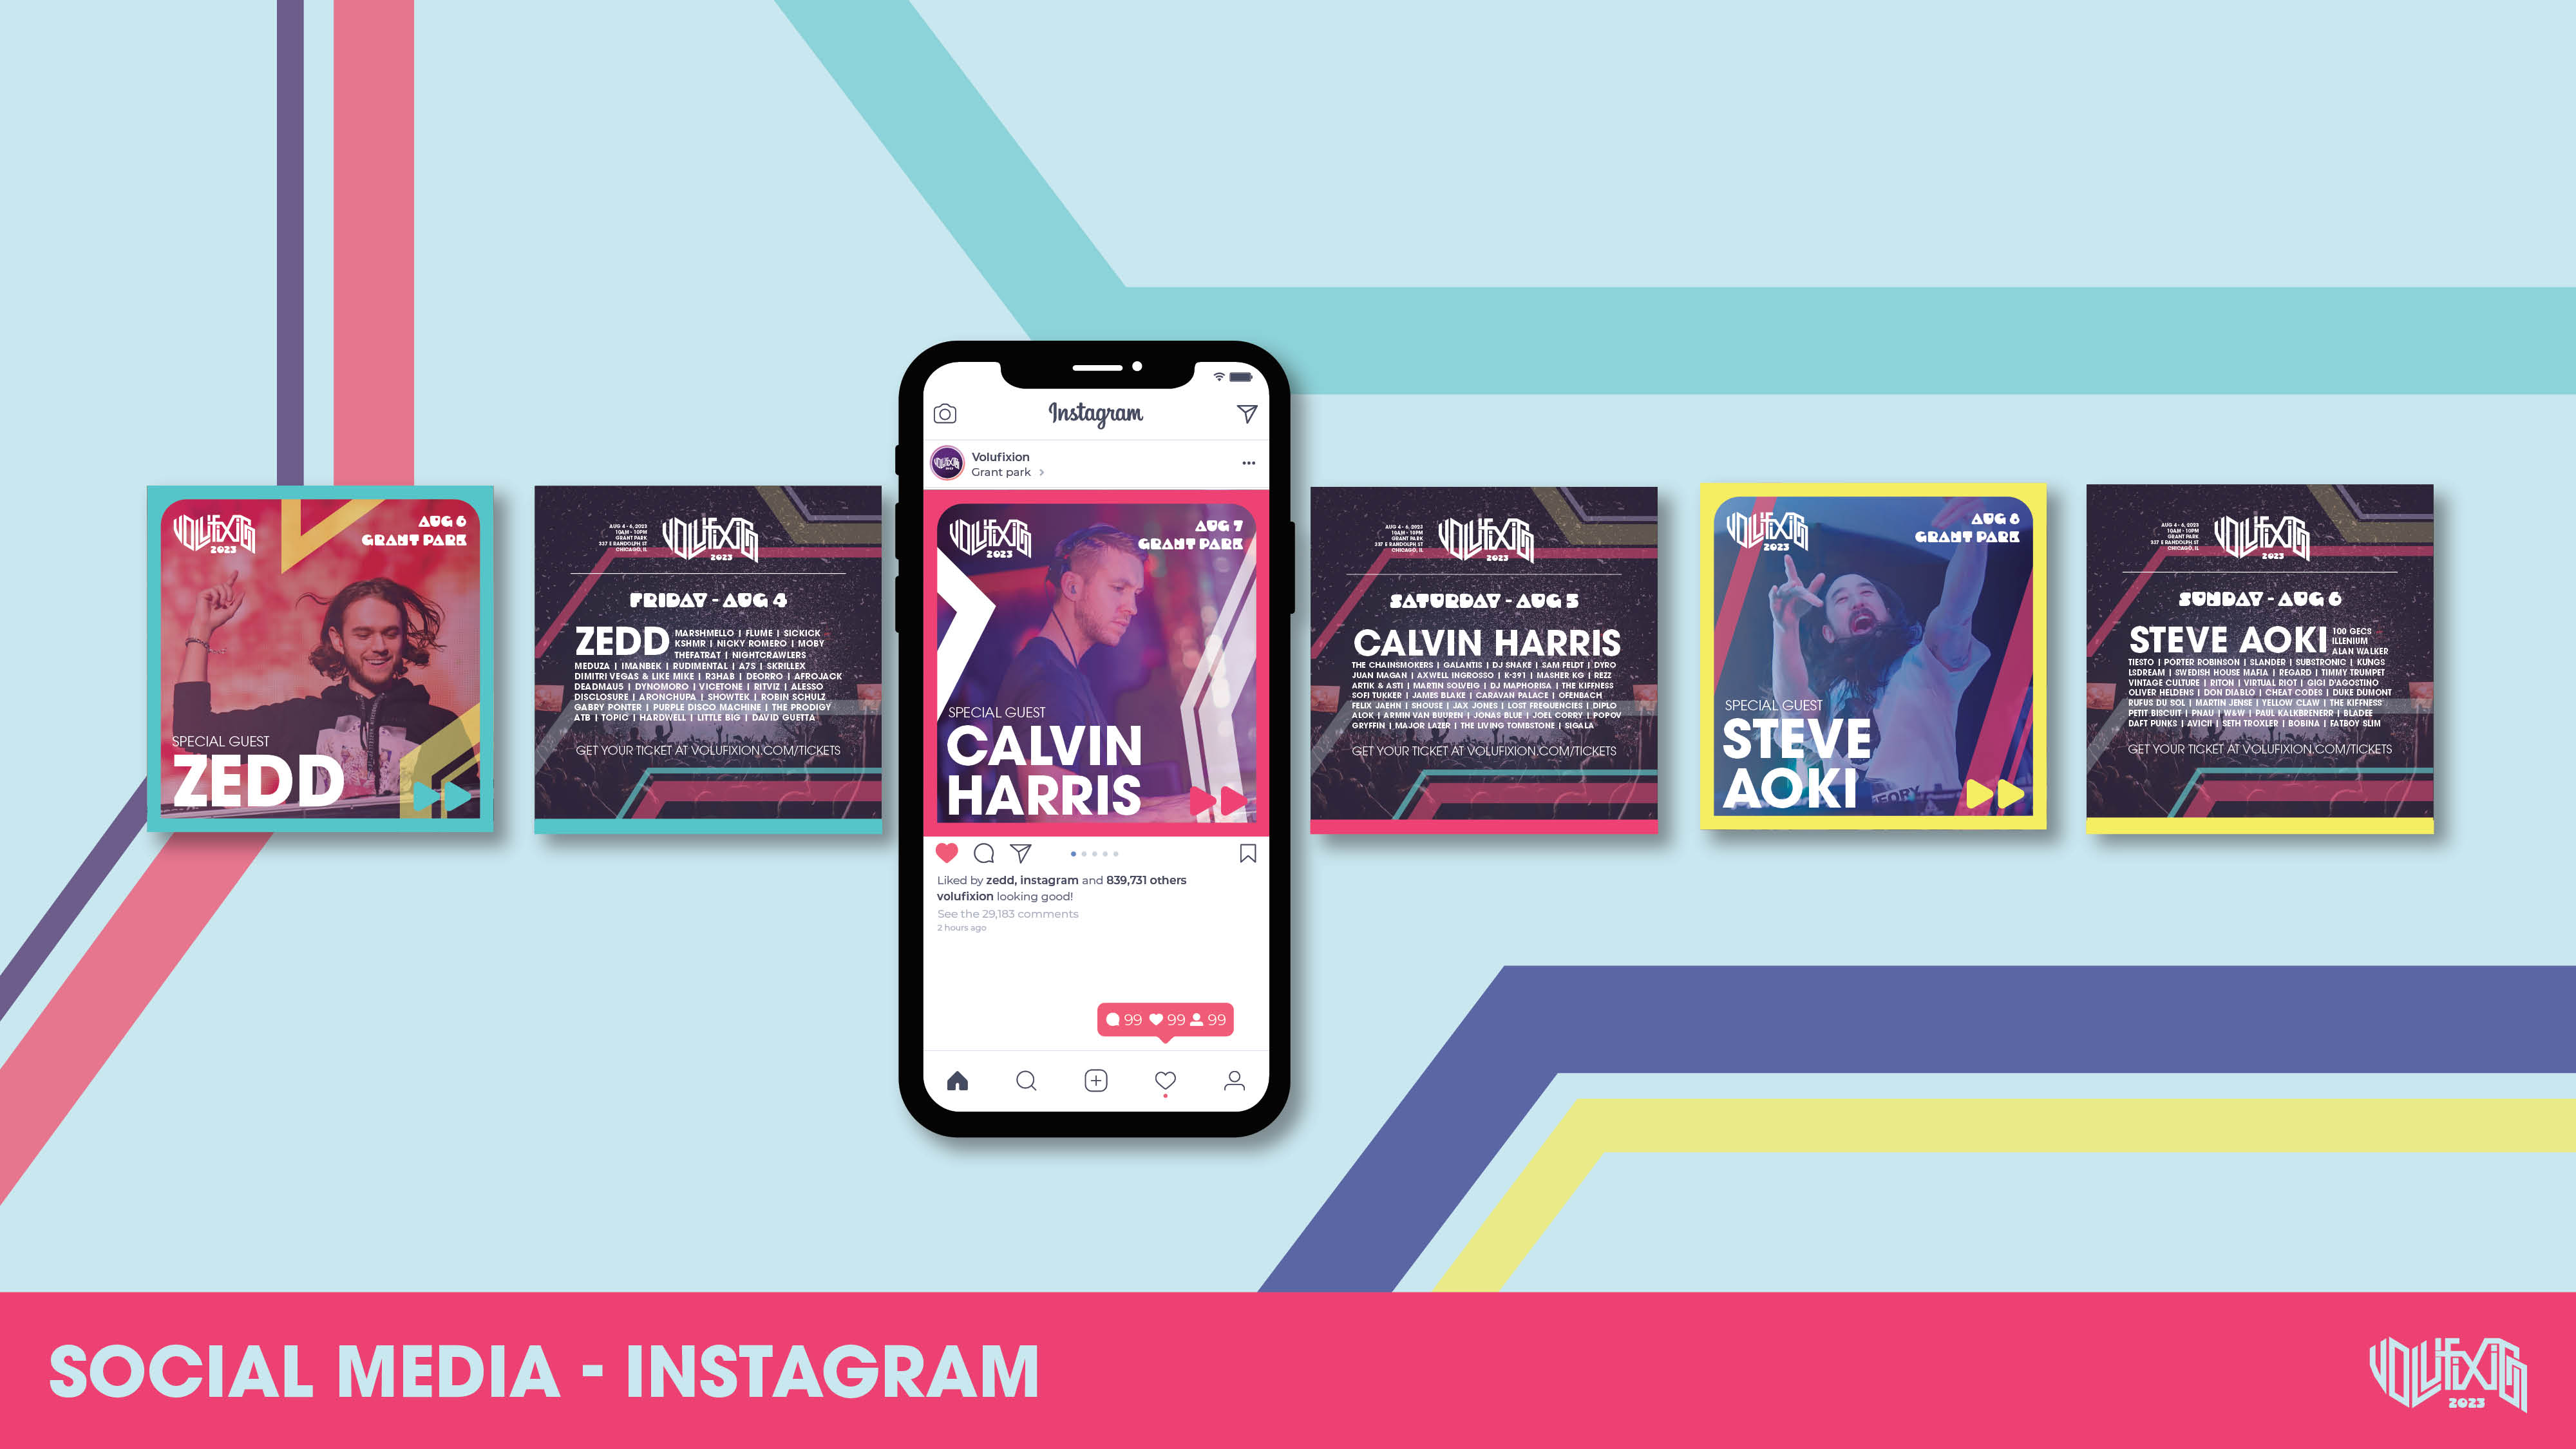 VOLUFIXION
2023
AUG 6
GRANT PARK
SPECIAL GUEST
ZEDD
AUG 4 - 6, 2023
10AM - 10PM
GRANT PARK
337 E RANDOLPH ST
CHICAGO, IL
VOLUFIXION
2023
FRIDAY - AUG 4
ZEDD
MARSHMELLO | FLUME | SICKICK
KSHMR | NICKY ROMERO | MOBY
THEFATRAT | NIGHTCRAWLERS
MEDUZA | IMANBEK | RUDIMENTAL | A7S | SKRILLEX
DIMITRI VEGAS & LIKE MIKE | R3HAB | DEORRO | AFROJACK
DEADMAU5 | DYNOMORO | VICETONE | RITVIZ | ALESSO
DISCLOSURE | ARONCHUPA | SHOWTEK | ROBIN SCHULZ
GABRY PONTER | PURPLE DISCO MACHINE | THE PRODIGY
ATB | TOPIC | HARDWELL | LITTLE BIG | DAVID GUETTA
GET YOUR TICKET AT VOLUFIXION.COM/TICKETS
Instagram
Volufixion
Grant park
VOLUFIXION
2023
AUG 7
GRANT PARK
SPECIAL GUEST
CALVIN
HARRIS
Liked by zedd, instagram and 839,731 others
volufixion looking good!
See the 29,183 comments
2 hours ago
99 99 99
AUG 4 - 6, 2023
10AM - 10PM
GRANT PARK
337 E RANDOLPH ST
CHICAGO, IL
VOLUFIXION
2023
SATURDAY - AUG 5
CALVIN HARRIS
THE CHAINSMOKERS | GALANTIS | DJ SNAKE | SAM FELDT | DYRO
JUAN MAGAN | AXWELL INGROSSO | K-391 | MASHER KG | REZZ
ARTIK & ASTI | MARTIN SOLVEIG | DJ MAPHORISA | THE KIFFNESS
SOFI TUKKER | JAMES BLAKE | CARAVAN PALACE | OFENBACH
FELIX JAEHN | SHOUSE | JAX JONES | LOST FREQUENCIES | DIPLO
ALOK | ARMIN VAN BUUREN | JONAS BLUE | JOEL CORRY | POPOV
GRYFFIN | MAJOR LAZER | THE LIVING TOMBSTONE | SIGALA
GET YOUR TICKET AT VOLUFIXION.COM/TICKETS
VOLUFIXION
2023
AUG 8
GRANT PARK
SPECIAL GUEST
STEVE
AOKI
AUG 4 - 6, 2023
10AM - 10PM
GRANT PARK
337 E RANDOLPH ST
CHICAGO, IL
VOLUFIXION
2023
SUNDAY - AUG 6
STEVE AOKI
100 GECS
ILLENIUM
ALAN WALKER
TIESTO | PORTER ROBINSON | SLANDER | SUBSTRONIC | KUNGS
LSDREAM | SWEDISH HOUSE MAFIA | REGARD | TIMMY TRUMPET
VINTAGE CULTURE | RITON | VIRTUAL RIOT | GIGI D'AGOSTINO
OLIVER HELDENS | DON DIABLO | CHEAT CODES | DUKE DUMONT
RUFUS DU SOL | MARTIN JENSE | YELLOW CLAW | THE KIFFNESS
PETIT BISCUIT | PNAU | W&W | PAUL KALKBRENERR | BLADEE
DAFT PUNKS | AVICII | SETH TROXLER | BOBINA | FATBOY SLIM
GET YOUR TICKET AT VOLUFIXION.COM/TICKETS
SOCIAL MEDIA - INSTAGRAM
VOLUFIXION
2023